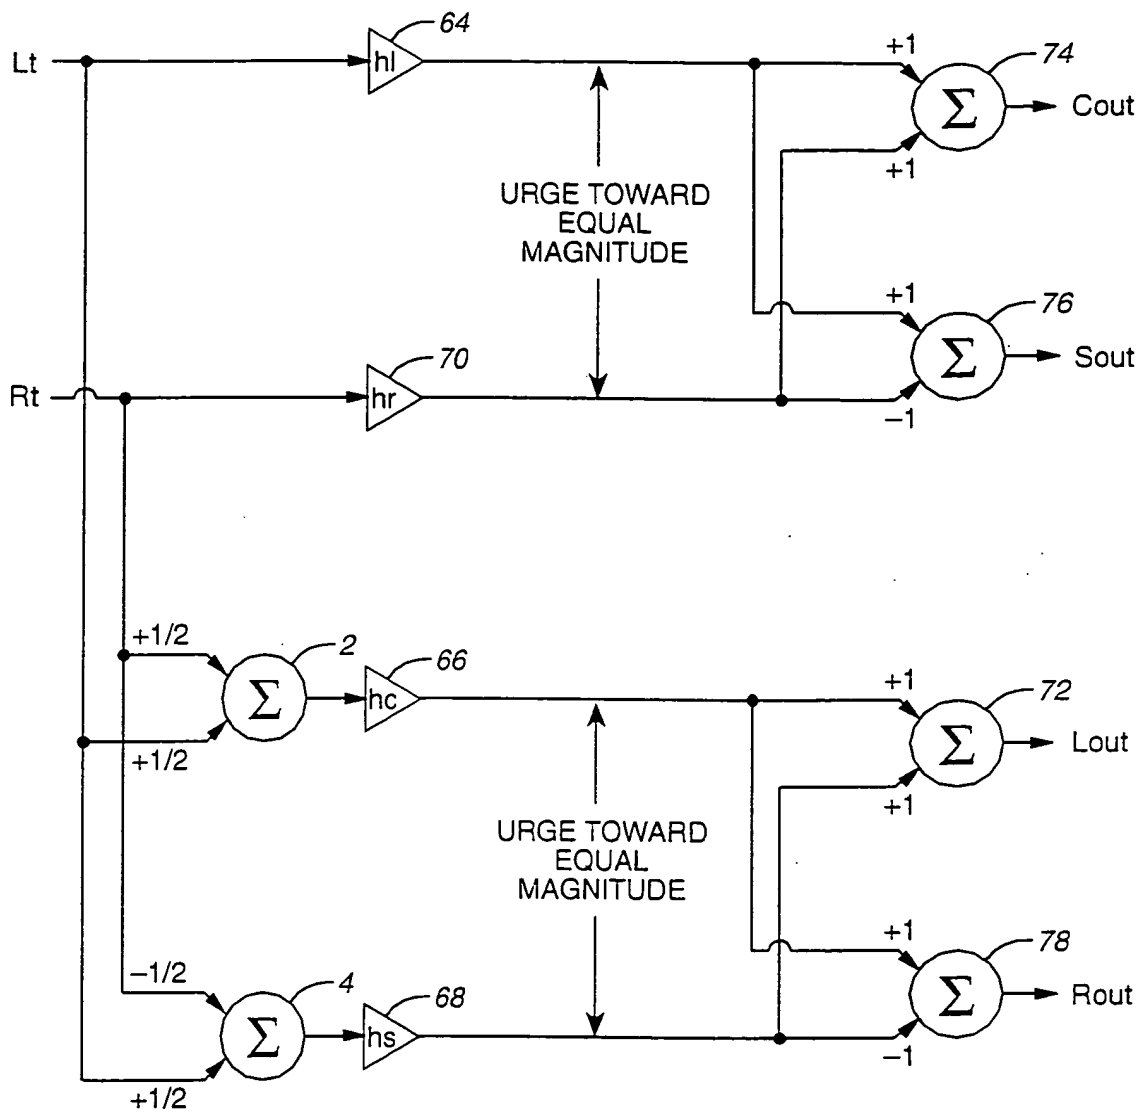 64
Lt
hl
+1
74
Σ
Cout
+1
URGE TOWARD
EQUAL
MAGNITUDE
+1
76
Σ
Sout
70
Rt
hr
−1
+1/2
2
66
Σ
hc
+1/2
+1
72
Σ
Lout
+1
URGE TOWARD
EQUAL
MAGNITUDE
+1
78
Σ
Rout
−1/2
4
68
Σ
hs
−1
+1/2